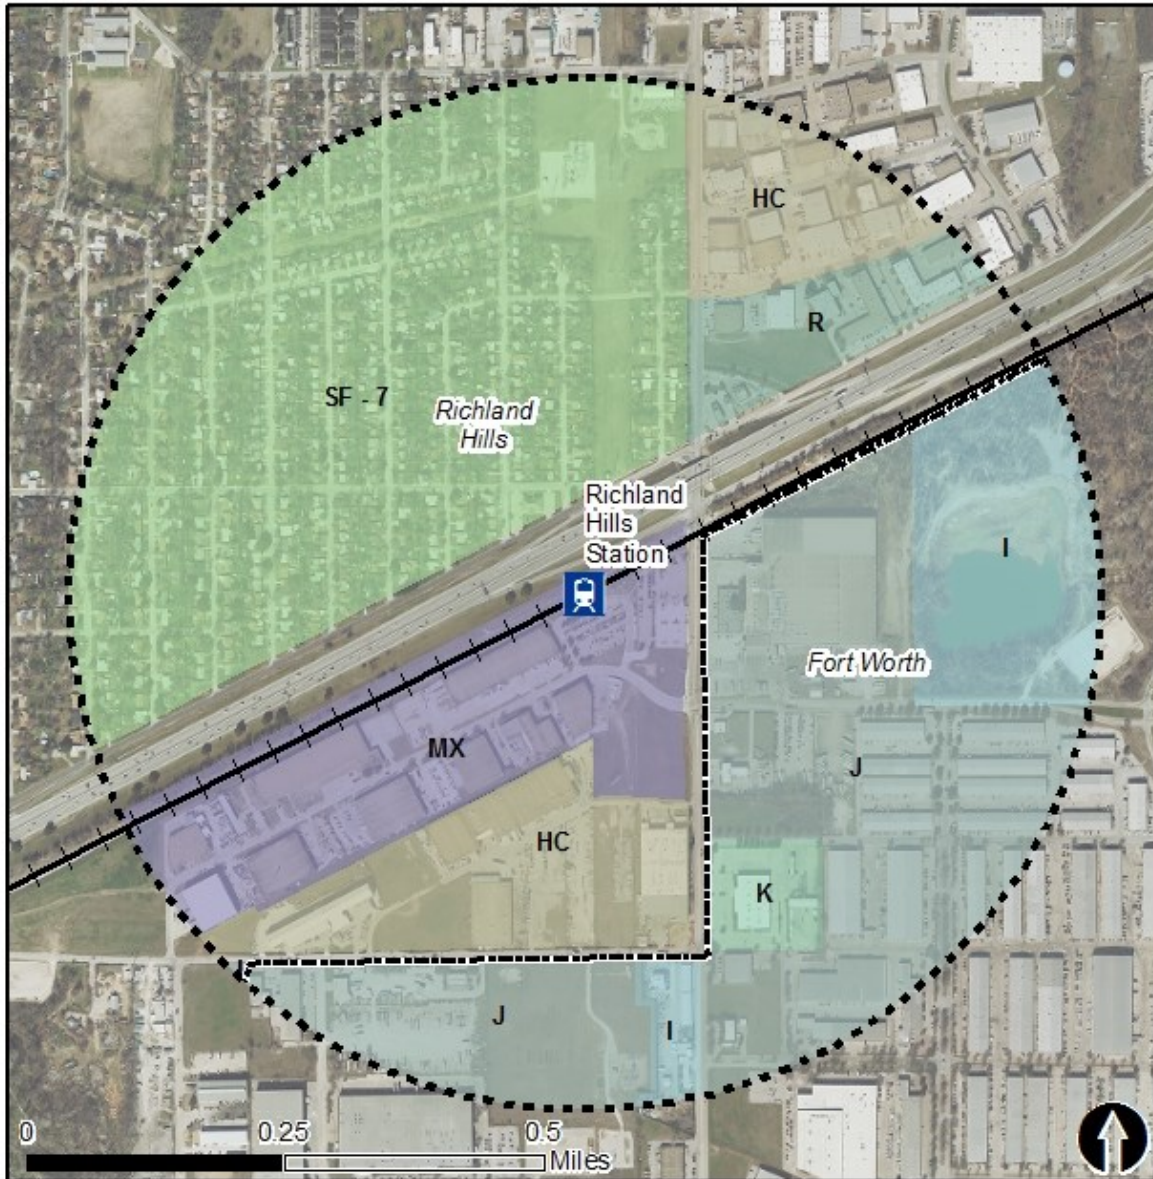 HC
R
SF - 7
Richland
Hills
Richland
Hills
Station
I
Fort Worth
MX
J
HC
K
J
I
0
0.25
0.5
Miles